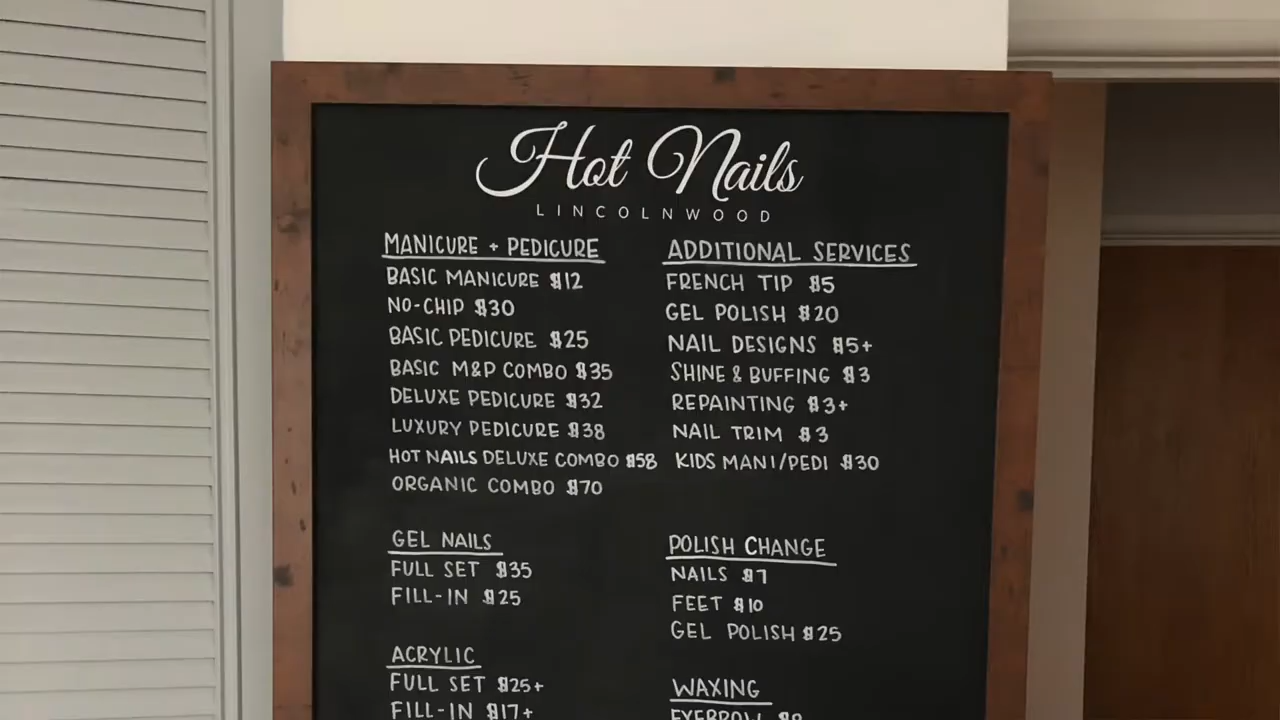 Hot Nails
LINCOLNWOOD
MANICURE + PEDICURE
BASIC MANICURE $12
NO-CHIP $30
BASIC PEDICURE $25
BASIC M&P COMBO $35
DELUXE PEDICURE $32
LUXURY PEDICURE $38
HOT NAILS DELUXE COMBO $58
ORGANIC COMBO $70
ADDITIONAL SERVICES
FRENCH TIP $5
GEL POLISH $20
NAIL DESIGNS $5+
SHINE & BUFFING $3
REPAINTING $3+
NAIL TRIM $3
KIDS MANI/PEDI $30
GEL NAILS
FULL SET $35
FILL-IN $25
POLISH CHANGE
NAILS $7
FEET $10
GEL POLISH $25
ACRYLIC
FULL SET $25+
FILL-IN $17+
WAXING
EYEBROW